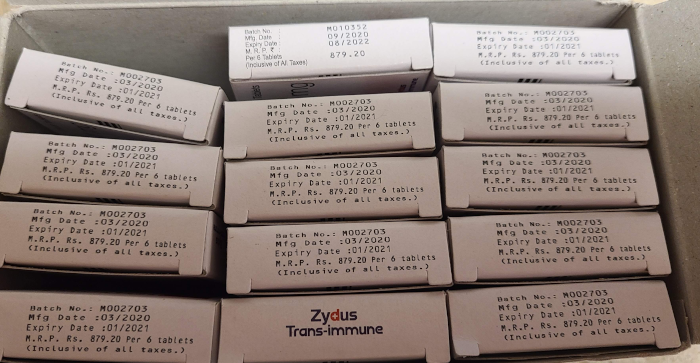 Batch No.: M002703
Mfg Date :03/2020
Expiry Date :01/2021
M.R.P. Rs. 879.20 Per 6 tablets
(Inclusive of all taxes.)
Batch No.: M002703
Mfg Date :03/2020
Expiry Date :01/2021
M.R.P. Rs. 879.20 Per 6 tablets
(Inclusive of all taxes.)
Batch No.: M002703
Mfg Date :03/2020
Expiry Date :01/2021
M.R.P. Rs. 879.20 Per 6 tablets
(Inclusive of all taxes.)
Batch No.: M002703
Mfg Date :03/2020
Expiry Date :01/2021
M.R.P. Rs. 879.20 Per 6 tablets
(Inclusive of all taxes.)
Batch No. M010352
Mfg. Date 09/2020
Expiry Date 08/2022
M.R.P. ₹
Per 6 Tablets 879.20
(Inclusive of All Taxes)
Batch No.: M002703
Mfg Date :03/2020
Expiry Date :01/2021
M.R.P. Rs. 879.20 Per 6 tablets
(Inclusive of all taxes.)
Batch No.: M002703
Mfg Date :03/2020
Expiry Date :01/2021
M.R.P. Rs. 879.20 Per 6 tablets
(Inclusive of all taxes.)
Batch No.: M002703
Mfg Date :03/2020
Expiry Date :01/2021
M.R.P. Rs. 879.20 Per 6 tablets
(Inclusive of all taxes.)
Zydus
Trans-immune
Batch No.: M002703
Mfg Date :03/2020
Expiry Date :01/2021
M.R.P. Rs. 879.20 Per 6 tablets
(Inclusive of all taxes.)
Batch No.: M002703
Mfg Date :03/2020
Expiry Date :01/2021
M.R.P. Rs. 879.20 Per 6 tablets
(Inclusive of all taxes.)
Batch No.: M002703
Mfg Date :03/2020
Expiry Date :01/2021
M.R.P. Rs. 879.20 Per 6 tablets
(Inclusive of all taxes.)
Batch No.: M002703
Mfg Date :03/2020
Expiry Date :01/2021
M.R.P. Rs. 879.20 Per 6 tablets
(Inclusive of all taxes.)
Batch No.: M002703
Mfg Date :03/2020
Expiry Date :01/2021
M.R.P. Rs. 879.20 Per 6 tablets
(Inclusive of all taxes.)